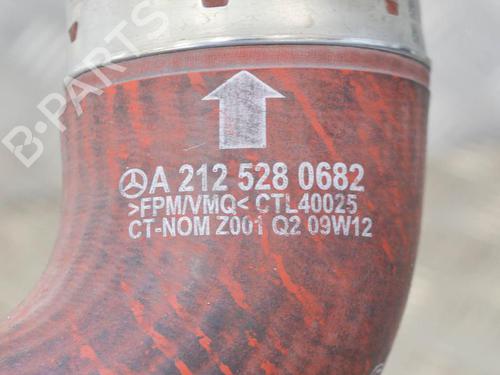 B-PARTS
A 212 528 0682
>FPM/VMQ< CTL40025
CT-NOM Z001 Q2 09W12